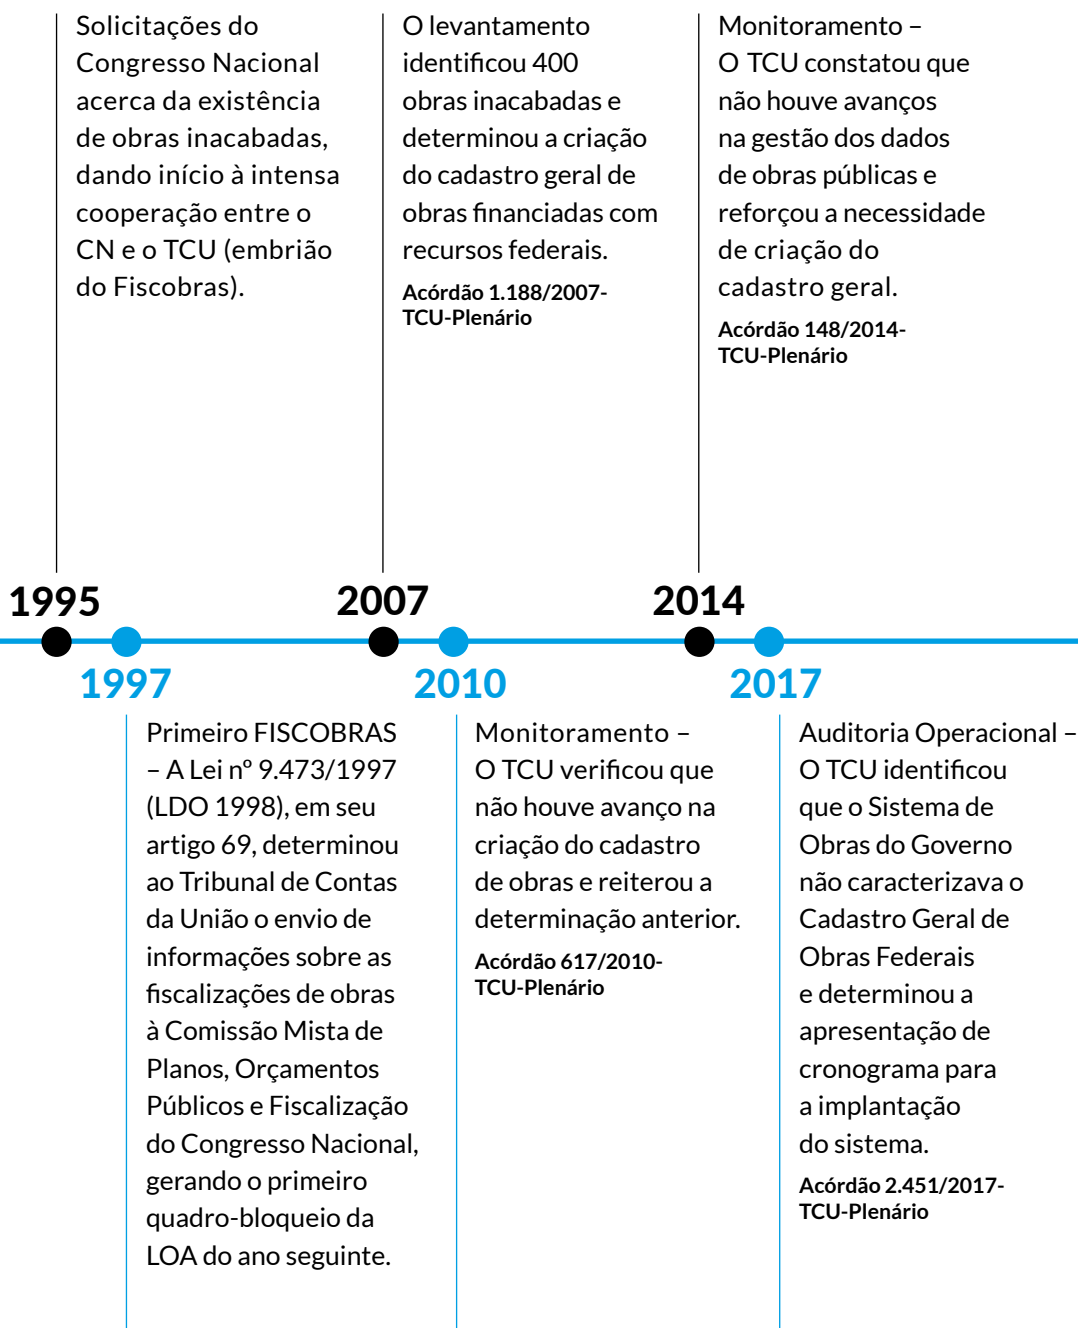 Solicitações do
Congresso Nacional
acerca da existência
de obras inacabadas,
dando início à intensa
cooperação entre o
CN e o TCU (embrião
do Fiscobras).
1995
O levantamento
identificou 400
obras inacabadas e
determinou a criação
do cadastro geral de
obras financiadas com
recursos federais.
Acórdão 1.188/2007-
TCU-Plenário
2007
Monitoramento –
O TCU constatou que
não houve avanços
na gestão dos dados
de obras públicas e
reforçou a necessidade
de criação do
cadastro geral.
Acórdão 148/2014-
TCU-Plenário
2014
1997
Primeiro FISCOBRAS
– A Lei nº 9.473/1997
(LDO 1998), em seu
artigo 69, determinou
ao Tribunal de Contas
da União o envio de
informações sobre as
fiscalizações de obras
à Comissão Mista de
Planos, Orçamentos
Públicos e Fiscalização
do Congresso Nacional,
gerando o primeiro
quadro-bloqueio da
LOA do ano seguinte.
2010
Monitoramento –
O TCU verificou que
não houve avanço na
criação do cadastro
de obras e reiterou a
determinação anterior.
Acórdão 617/2010-
TCU-Plenário
2017
Auditoria Operacional –
O TCU identificou
que o Sistema de
Obras do Governo
não caracterizava o
Cadastro Geral de
Obras Federais
e determinou a
apresentação de
cronograma para
a implantação
do sistema.
Acórdão 2.451/2017-
TCU-Plenário